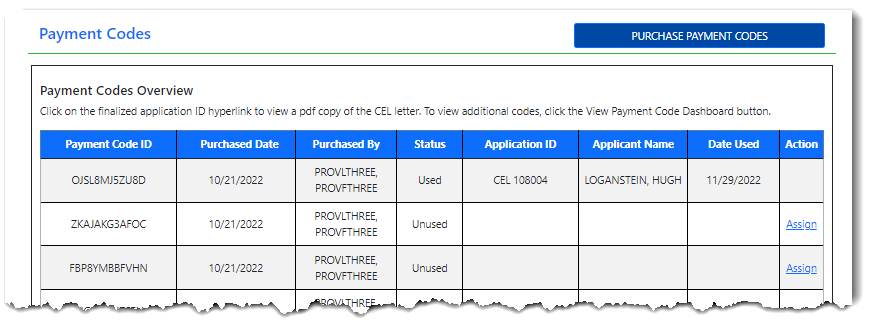 Payment Codes
PURCHASE PAYMENT CODES
Payment Codes Overview
Click on the finalized application ID hyperlink to view a pdf copy of the CEL letter. To view additional codes, click the View Payment Code Dashboard button.
Payment Code ID Purchased Date Purchased By Status Application ID Applicant Name Date Used Action
OJSL8MJ5ZU8D 10/21/2022 PROVLTHREE, PROVFTHREE Used CEL 108004 LOGANSTEIN, HUGH 11/29/2022
ZKAJAKG3AFOC 10/21/2022 PROVLTHREE, PROVFTHREE Unused Assign
FBP8YMBBFVHN 10/21/2022 PROVLTHREE, PROVFTHREE Unused Assign
PROVLTHREE,